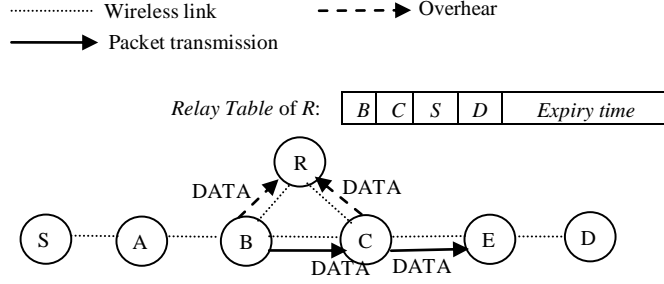 Wireless link
Overhear
Packet transmission
Relay Table of R: B C S D Expiry time
R
DATA DATA
S A B C E D
DATA DATA